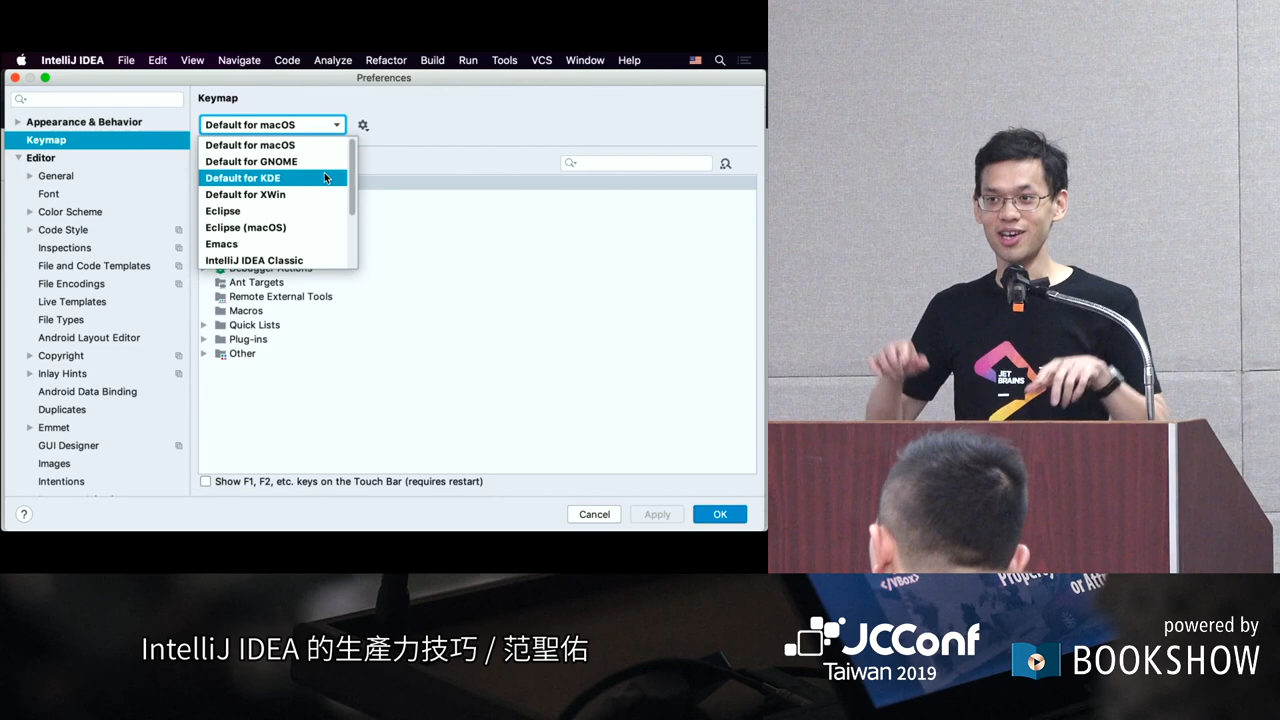 IntelliJ IDEA File Edit View Navigate Code Analyze Refactor Build Run Tools VCS Window Help
Preferences
Appearance & Behavior
Keymap
Editor
General
Font
Color Scheme
Code Style
Inspections
File and Code Templates
File Encodings
Live Templates
File Types
Android Layout Editor
Copyright
Inlay Hints
Android Data Binding
Duplicates
Emmet
GUI Designer
Images
Intentions
Keymap
Default for macOS
Default for macOS
Default for GNOME
Default for KDE
Default for XWin
Eclipse
Eclipse (macOS)
Emacs
IntelliJ IDEA Classic
Debugger Actions
Ant Targets
Remote External Tools
Macros
Quick Lists
Plug-ins
Other
Show F1, F2, etc. keys on the Touch Bar (requires restart)
?
Cancel Apply OK
JET
BRAINS
</VBox>
Property
or Att
IntelliJ IDEA 的生產力技巧 / 范聖佑
JCConf
Taiwan 2019
powered by
BOOKSHOW